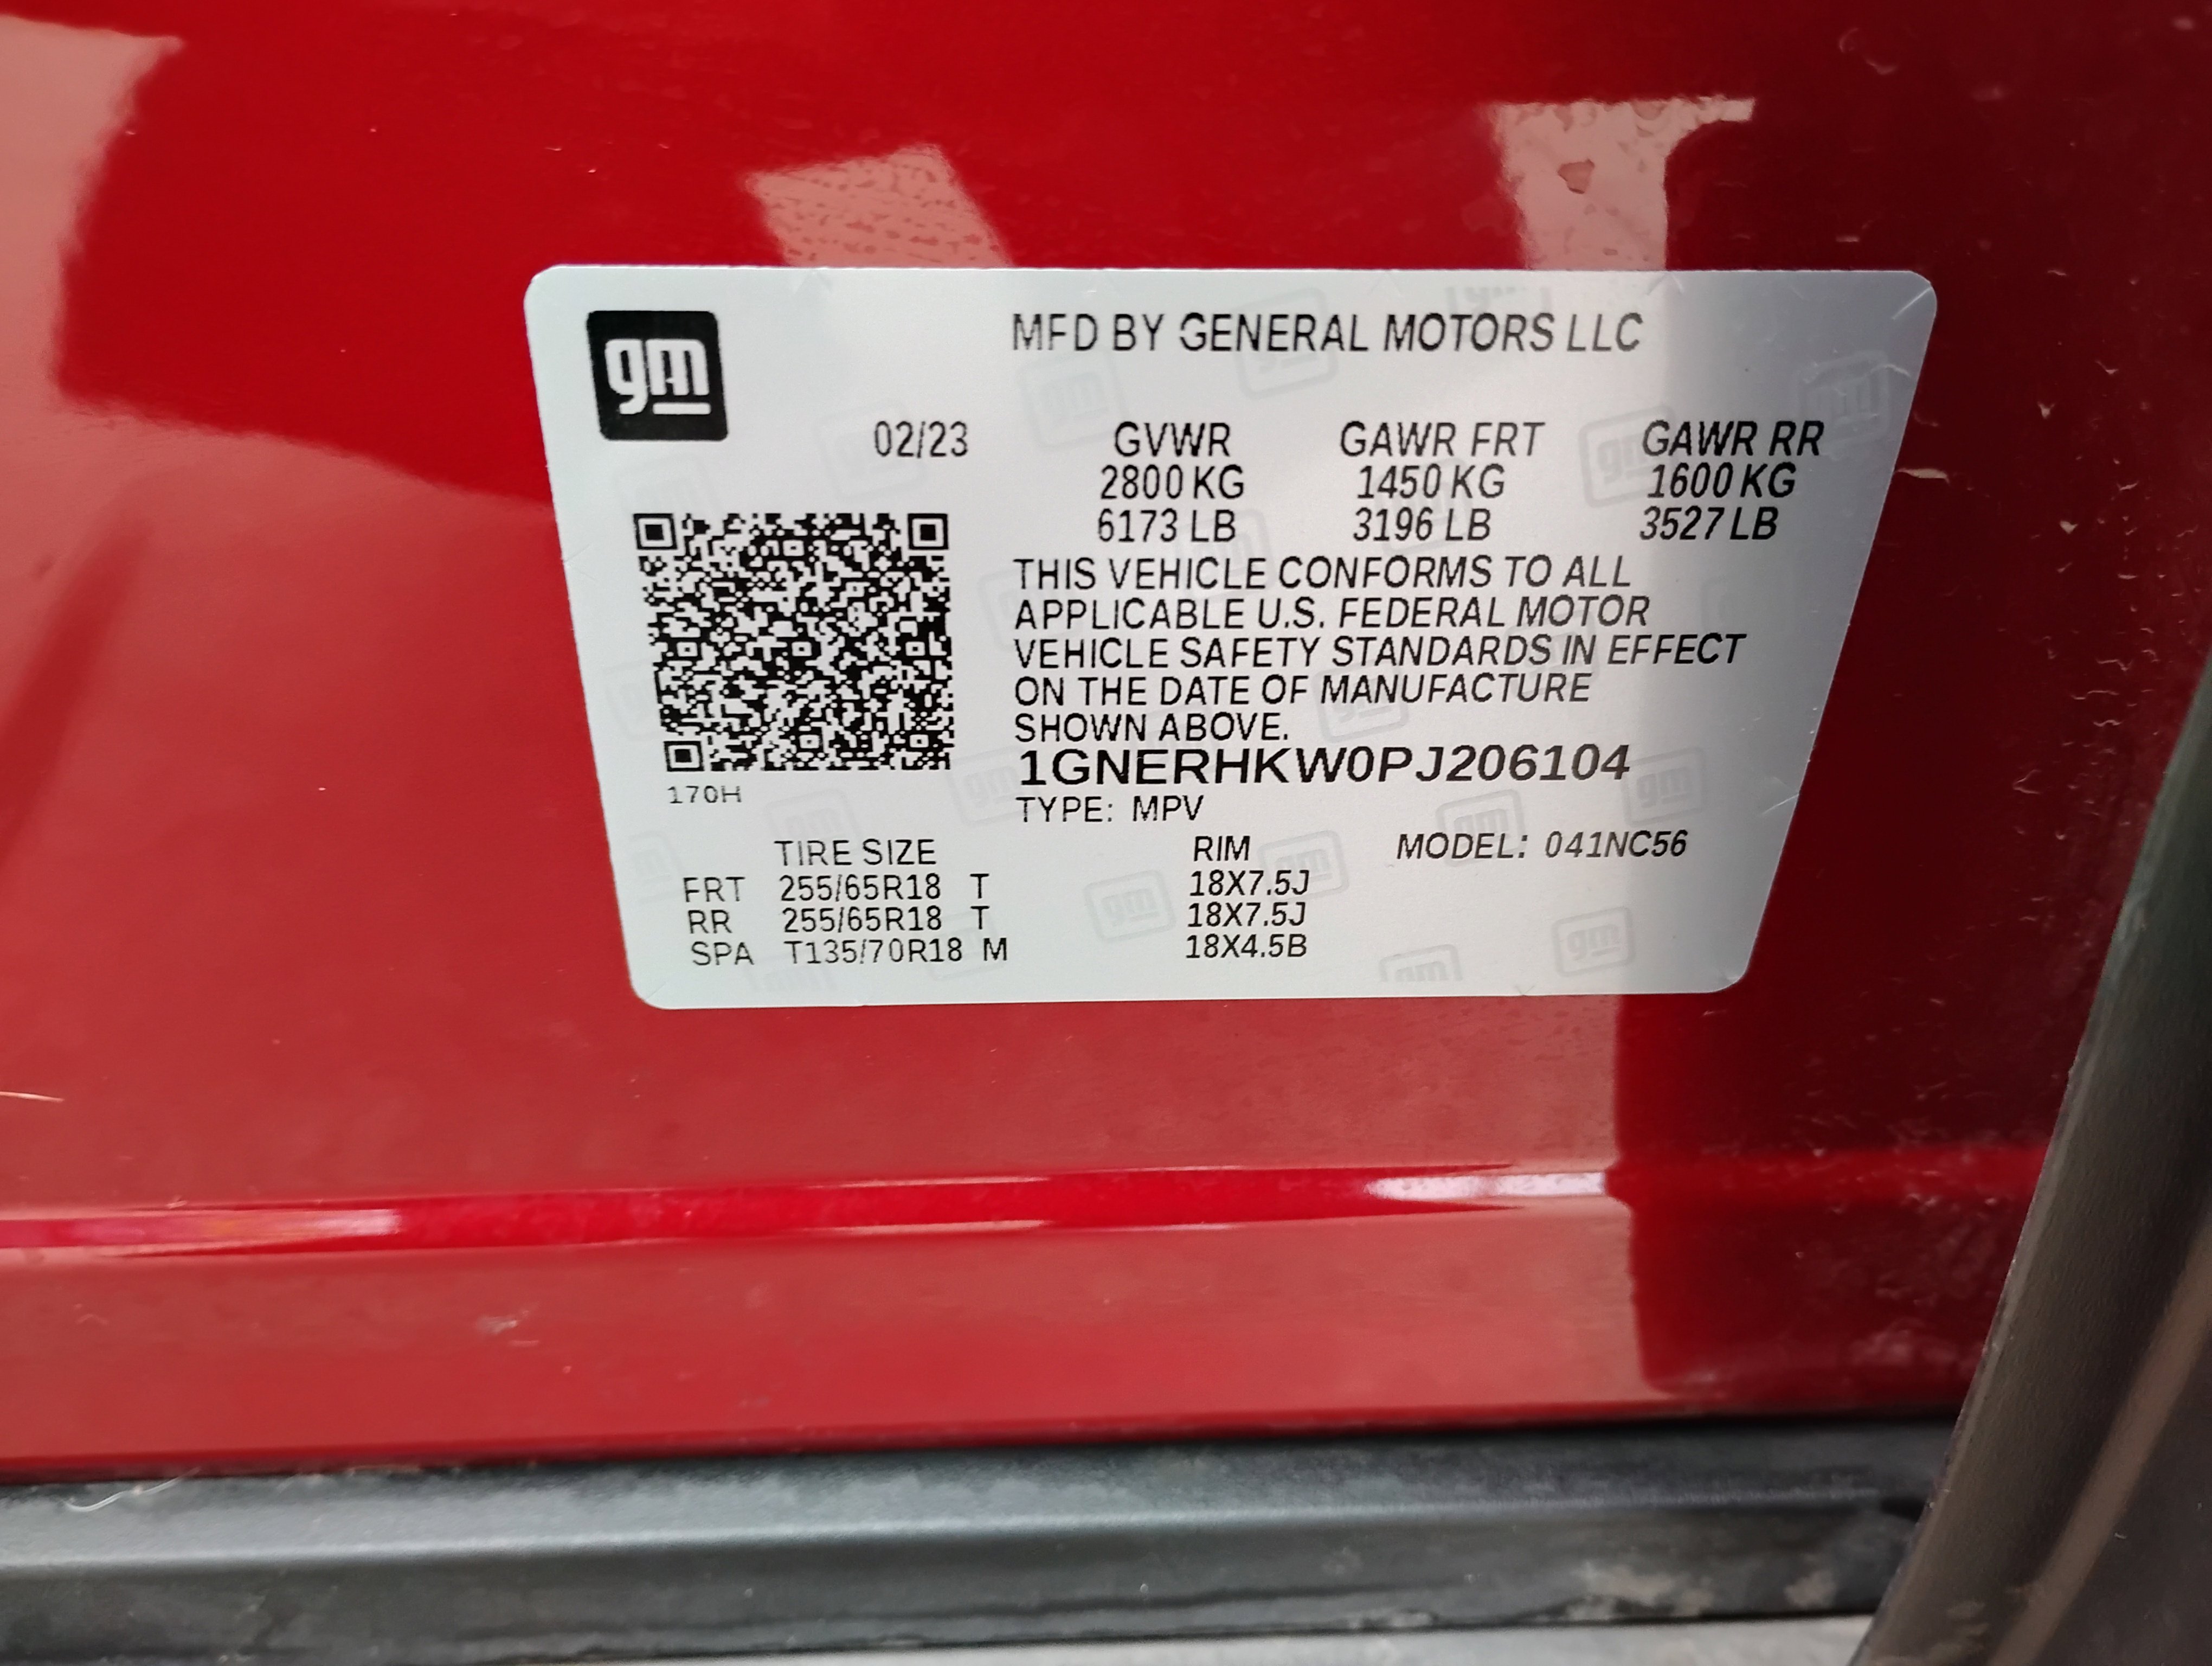 gm
MFD BY GENERAL MOTORS LLC
02/23 GVWR GAWR FRT GAWR RR
2800 KG 1450 KG 1600 KG
6173 LB 3196 LB 3527 LB
THIS VEHICLE CONFORMS TO ALL
APPLICABLE U.S. FEDERAL MOTOR
VEHICLE SAFETY STANDARDS IN EFFECT
ON THE DATE OF MANUFACTURE
SHOWN ABOVE.
1GNERHKW0PJ206104
170H
TYPE: MPV
TIRE SIZE RIM MODEL: 041NC56
FRT 255/65R18 T 18X7.5J
RR 255/65R18 T 18X7.5J
SPA T135/70R18 M 18X4.5B